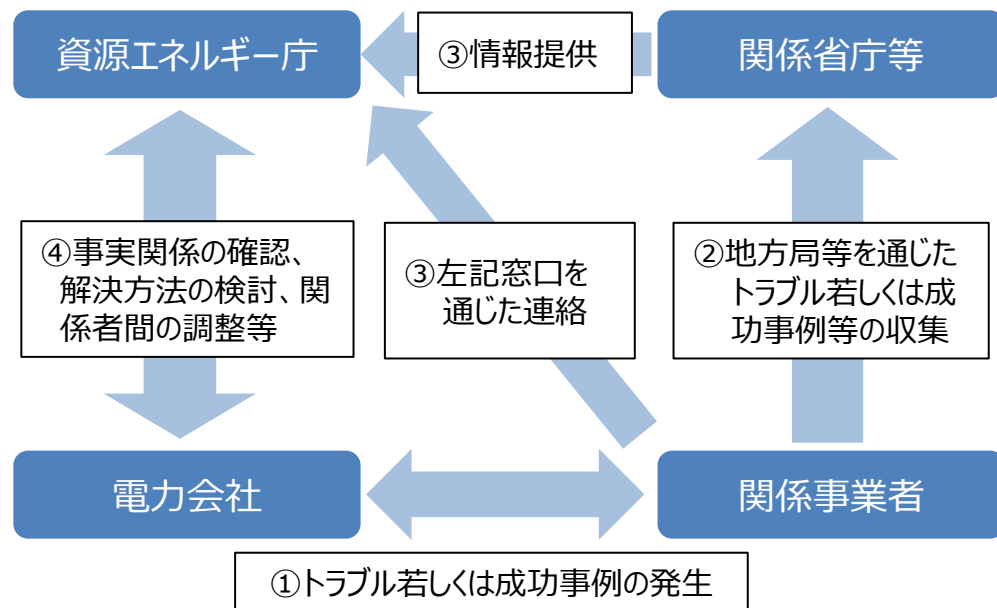 資源エネルギー庁
③情報提供
関係省庁等
④事実関係の確認、
解決方法の検討、関
係者間の調整等
③左記窓口を
通じた連絡
②地方局等を通じた
トラブル若しくは成
功事例等の収集
電力会社
関係事業者
①トラブル若しくは成功事例の発生